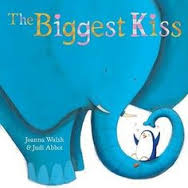 The Biggest Kiss
Joanna Walsh
& Judi Abbot